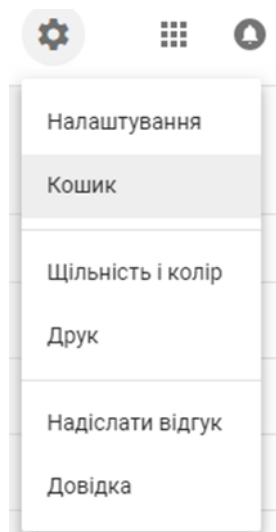 Налаштування
Кошик
Щільність і колір
Друк
Надіслати відгук
Довідка